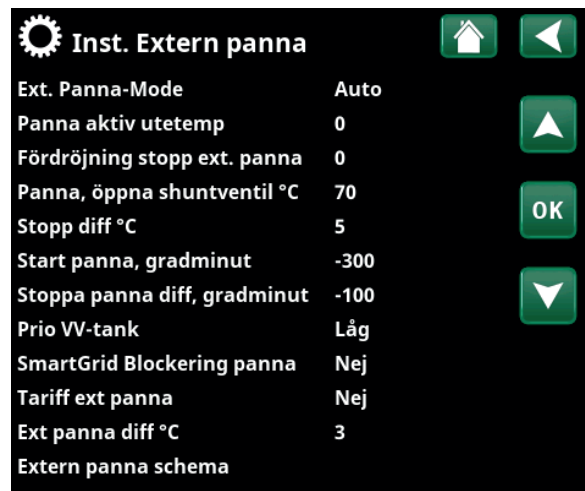 Inst. Extern panna
Ext. Panna-Mode Auto
Panna aktiv utetemp 0
Fördröjning stopp ext. panna 0
Panna, öppna shuntventil °C 70
Stopp diff °C 5
OK
Start panna, gradminut -300
Stoppa panna diff, gradminut -100
Prio VV-tank Låg
SmartGrid Blockering panna Nej
Tariff ext panna Nej
Ext panna diff °C 3
Extern panna schema